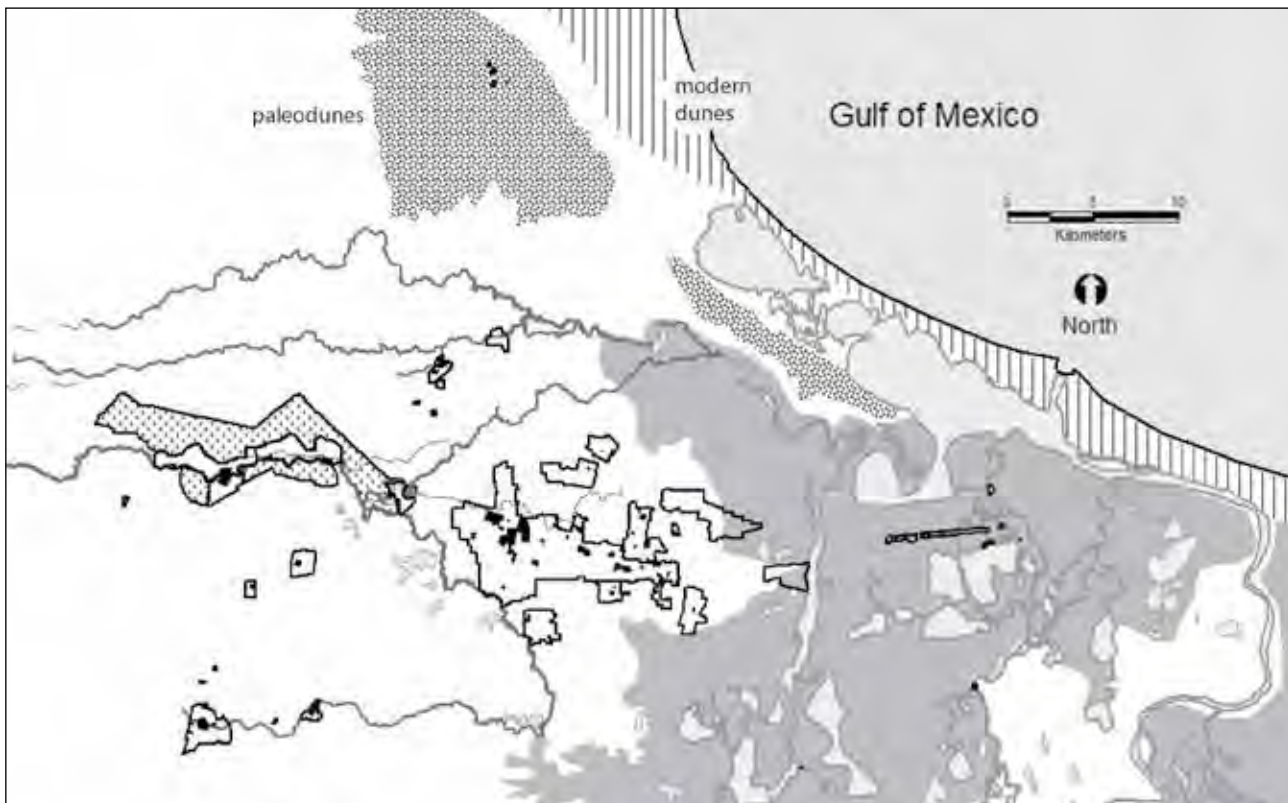 paleodunes
modern
dunes
Gulf of Mexico
0 5 10
Kilometers
North